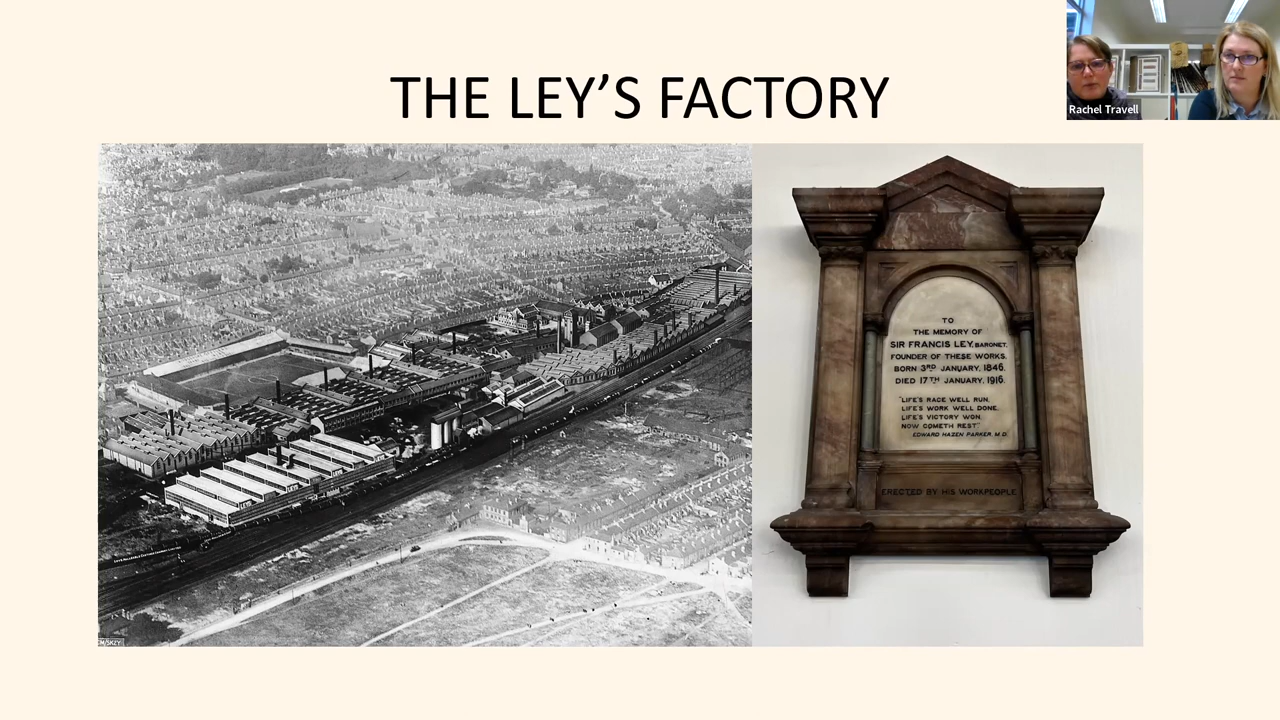 THE LEY’S FACTORY
Rachel Travell
TO
THE MEMORY OF
SIR FRANCIS LEY, BARONET,
FOUNDER OF THESE WORKS.
BORN 3RD JANUARY, 1846.
DIED 17TH JANUARY, 1916.
"LIFE'S RACE WELL RUN,
LIFE'S WORK WELL DONE,
LIFE'S VICTORY WON,
NOW COMETH REST"
EDWARD HAZEN PARKER, M.D.
ERECTED BY HIS WORKPEOPLE